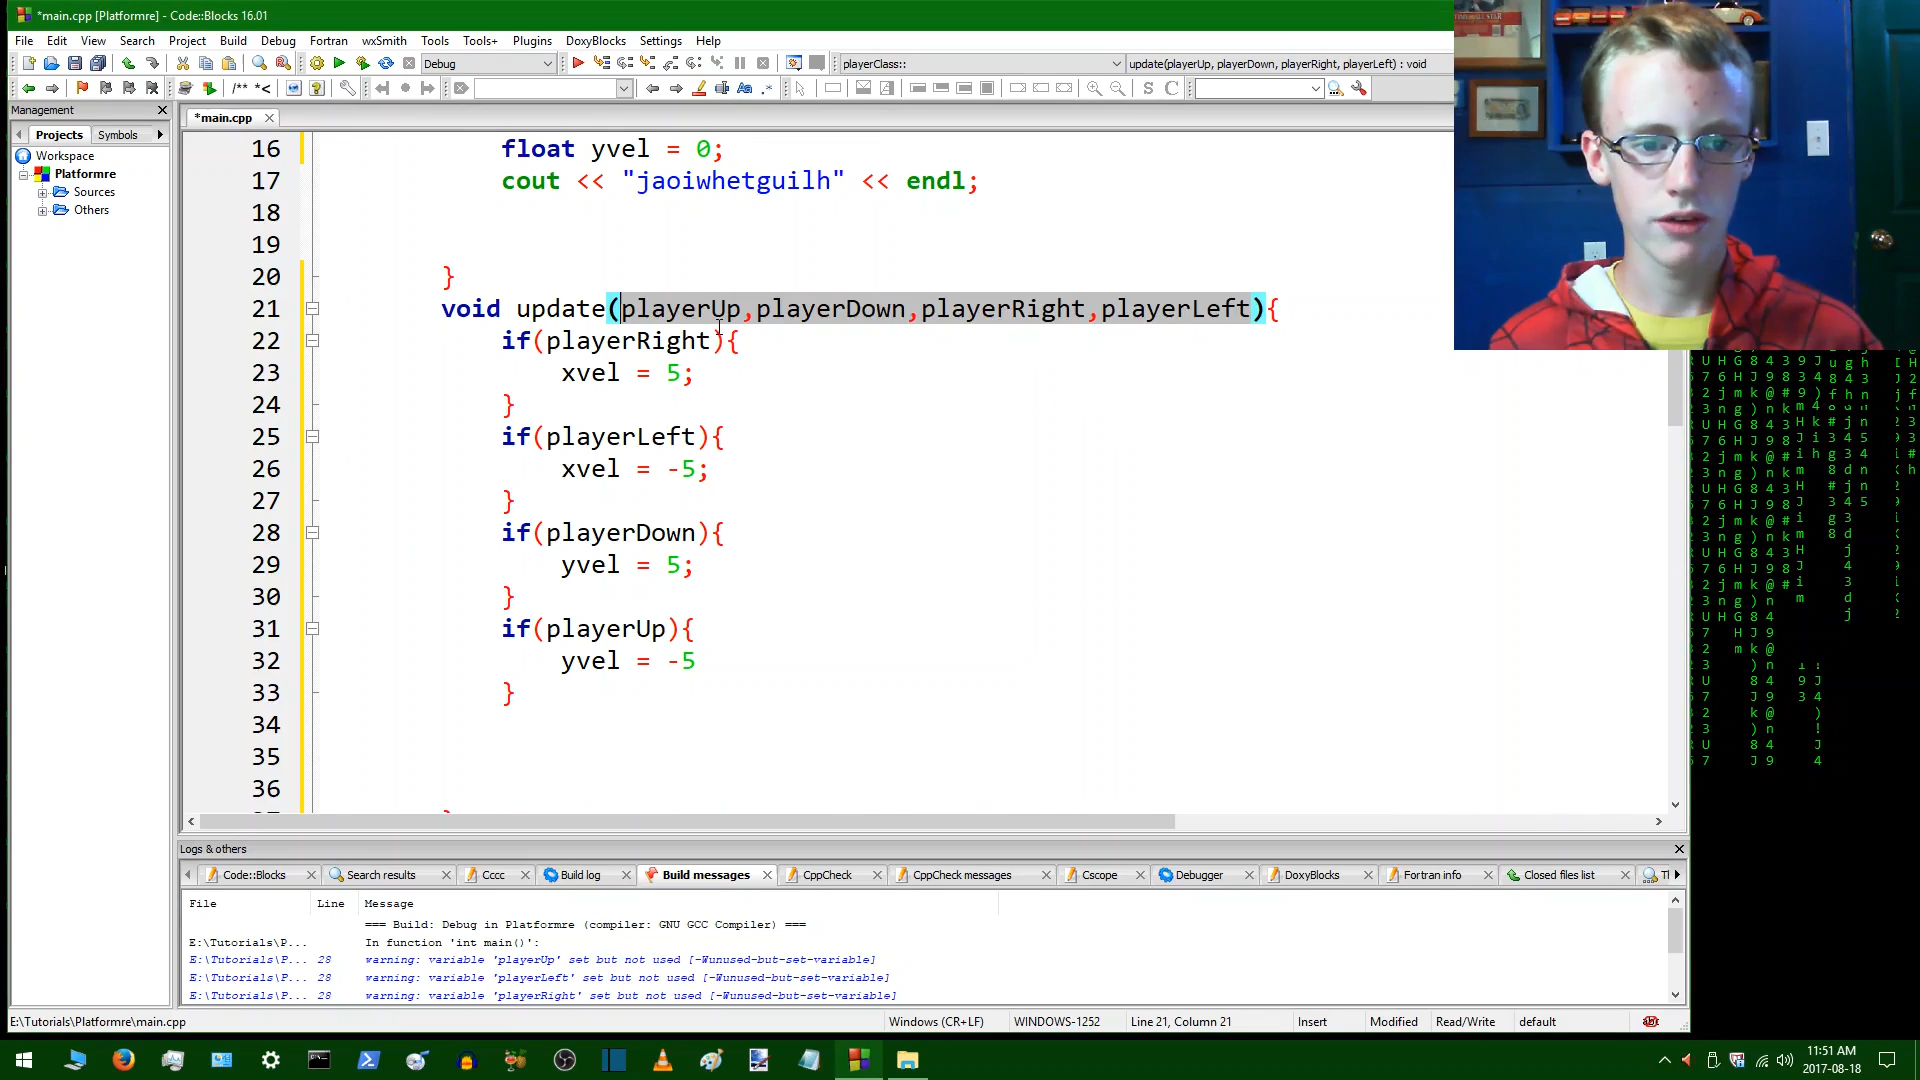 *main.cpp [Platformre] - Code::Blocks 16.01
File Edit View Search Project Build Debug Fortran wxSmith Tools Tools+ Plugins DoxyBlocks Settings Help
Debug
playerClass::
update(playerUp, playerDown, playerRight, playerLeft) : void
/** *<
Management
Projects Symbols
Workspace
Platformre
Sources
Others
*main.cpp
16 float yvel = 0;
17 cout << "jaoiwhetguilh" << endl;
18
19
20 }
21 void update(playerUp,playerDown,playerRight,playerLeft){
22 if(playerRight){
23 xvel = 5;
24 }
25 if(playerLeft){
26 xvel = -5;
27 }
28 if(playerDown){
29 yvel = 5;
30 }
31 if(playerUp){
32 yvel = -5
33 }
34
35
36
Logs & others
Code::Blocks Search results Cccc Build log Build messages CppCheck CppCheck messages Cscope Debugger DoxyBlocks Fortran info Closed files list
File Line Message
=== Build: Debug in Platformre (compiler: GNU GCC Compiler) ===
E:\Tutorials\P... In function 'int main()':
E:\Tutorials\P... 28 warning: variable 'playerUp' set but not used [-Wunused-but-set-variable]
E:\Tutorials\P... 28 warning: variable 'playerLeft' set but not used [-Wunused-but-set-variable]
E:\Tutorials\P... 28 warning: variable 'playerRight' set but not used [-Wunused-but-set-variable]
E:\Tutorials\Platformre\main.cpp Windows (CR+LF) WINDOWS-1252 Line 21, Column 21 Insert Modified Read/Write default
11:51 AM
2017-08-18